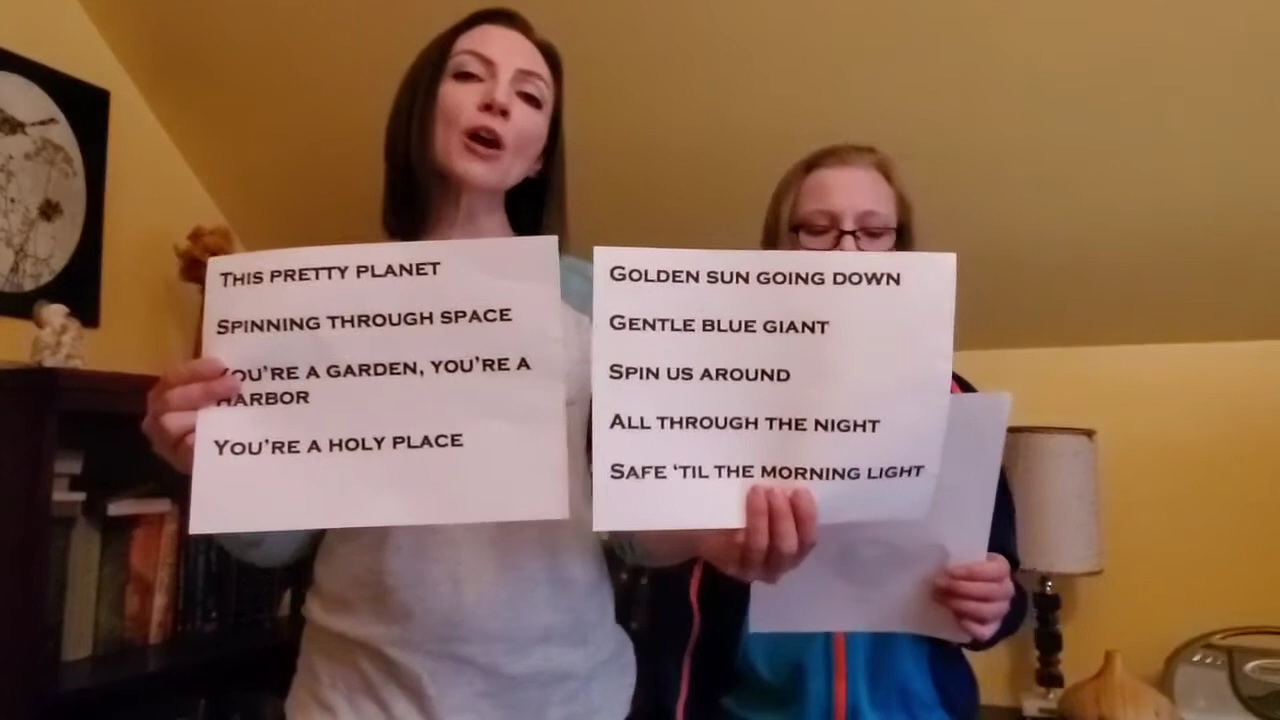 THIS PRETTY PLANET
SPINNING THROUGH SPACE
YOU'RE A GARDEN, YOU'RE A
HARBOR
YOU'RE A HOLY PLACE
GOLDEN SUN GOING DOWN
GENTLE BLUE GIANT
SPIN US AROUND
ALL THROUGH THE NIGHT
SAFE 'TIL THE MORNING LIGHT